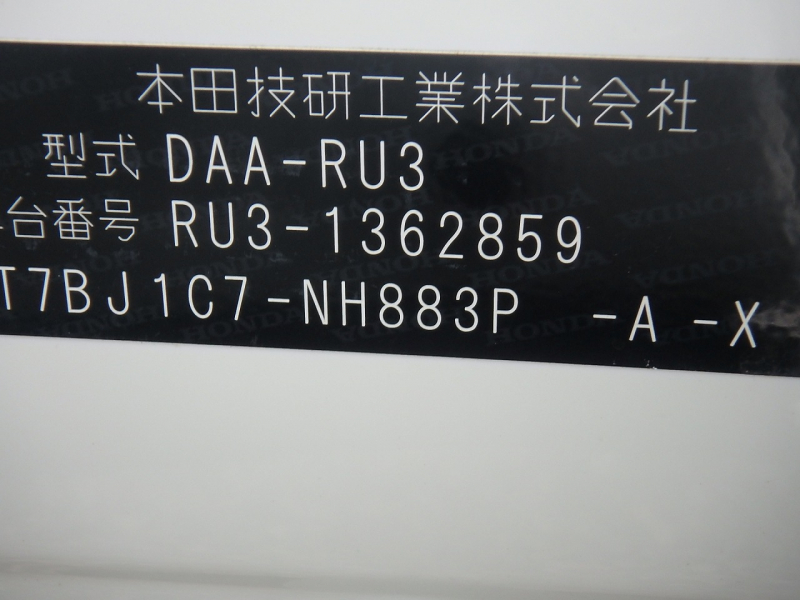 本田技研工業株式会社
型式 DAA-RU3
台番号 RU3-1362859
T7BJ1C7-NH883P -A -X